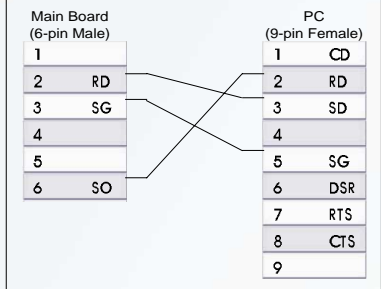 Main Board
(6-pin Male)
1
2 RD
3 SG
4
5
6 SO
PC
(9-pin Female)
1 CD
2 RD
3 SD
4
5 SG
6 DSR
7 RTS
8 CTS
9